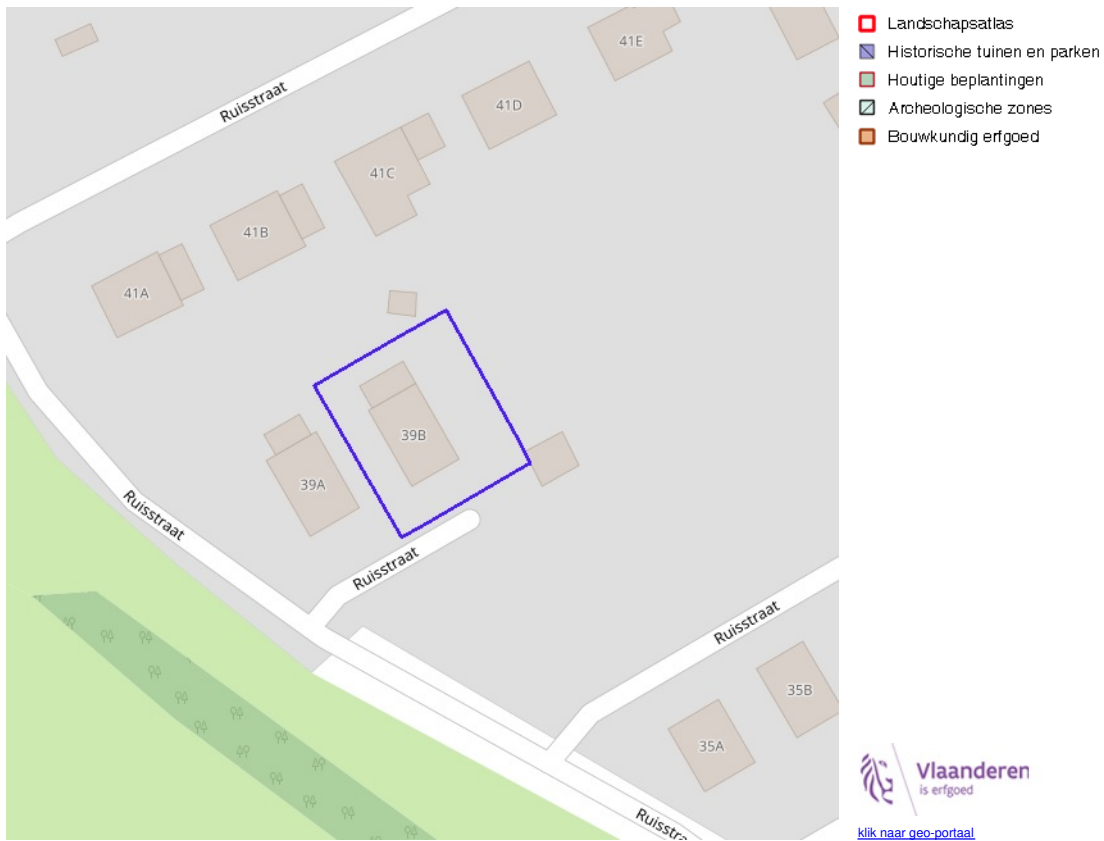 Ruisstraat
41E
41D
41C
41B
41A
39B
39A
Ruisstraat
Ruisstraat
Ruisstraat
35B
35A
Ruisstra
Landschapsatlas
Historische tuinen en parken
Houtige beplantingen
Archeologische zones
Bouwkundig erfgoed
Vlaanderen
is erfgoed
klik naar geo-portaal